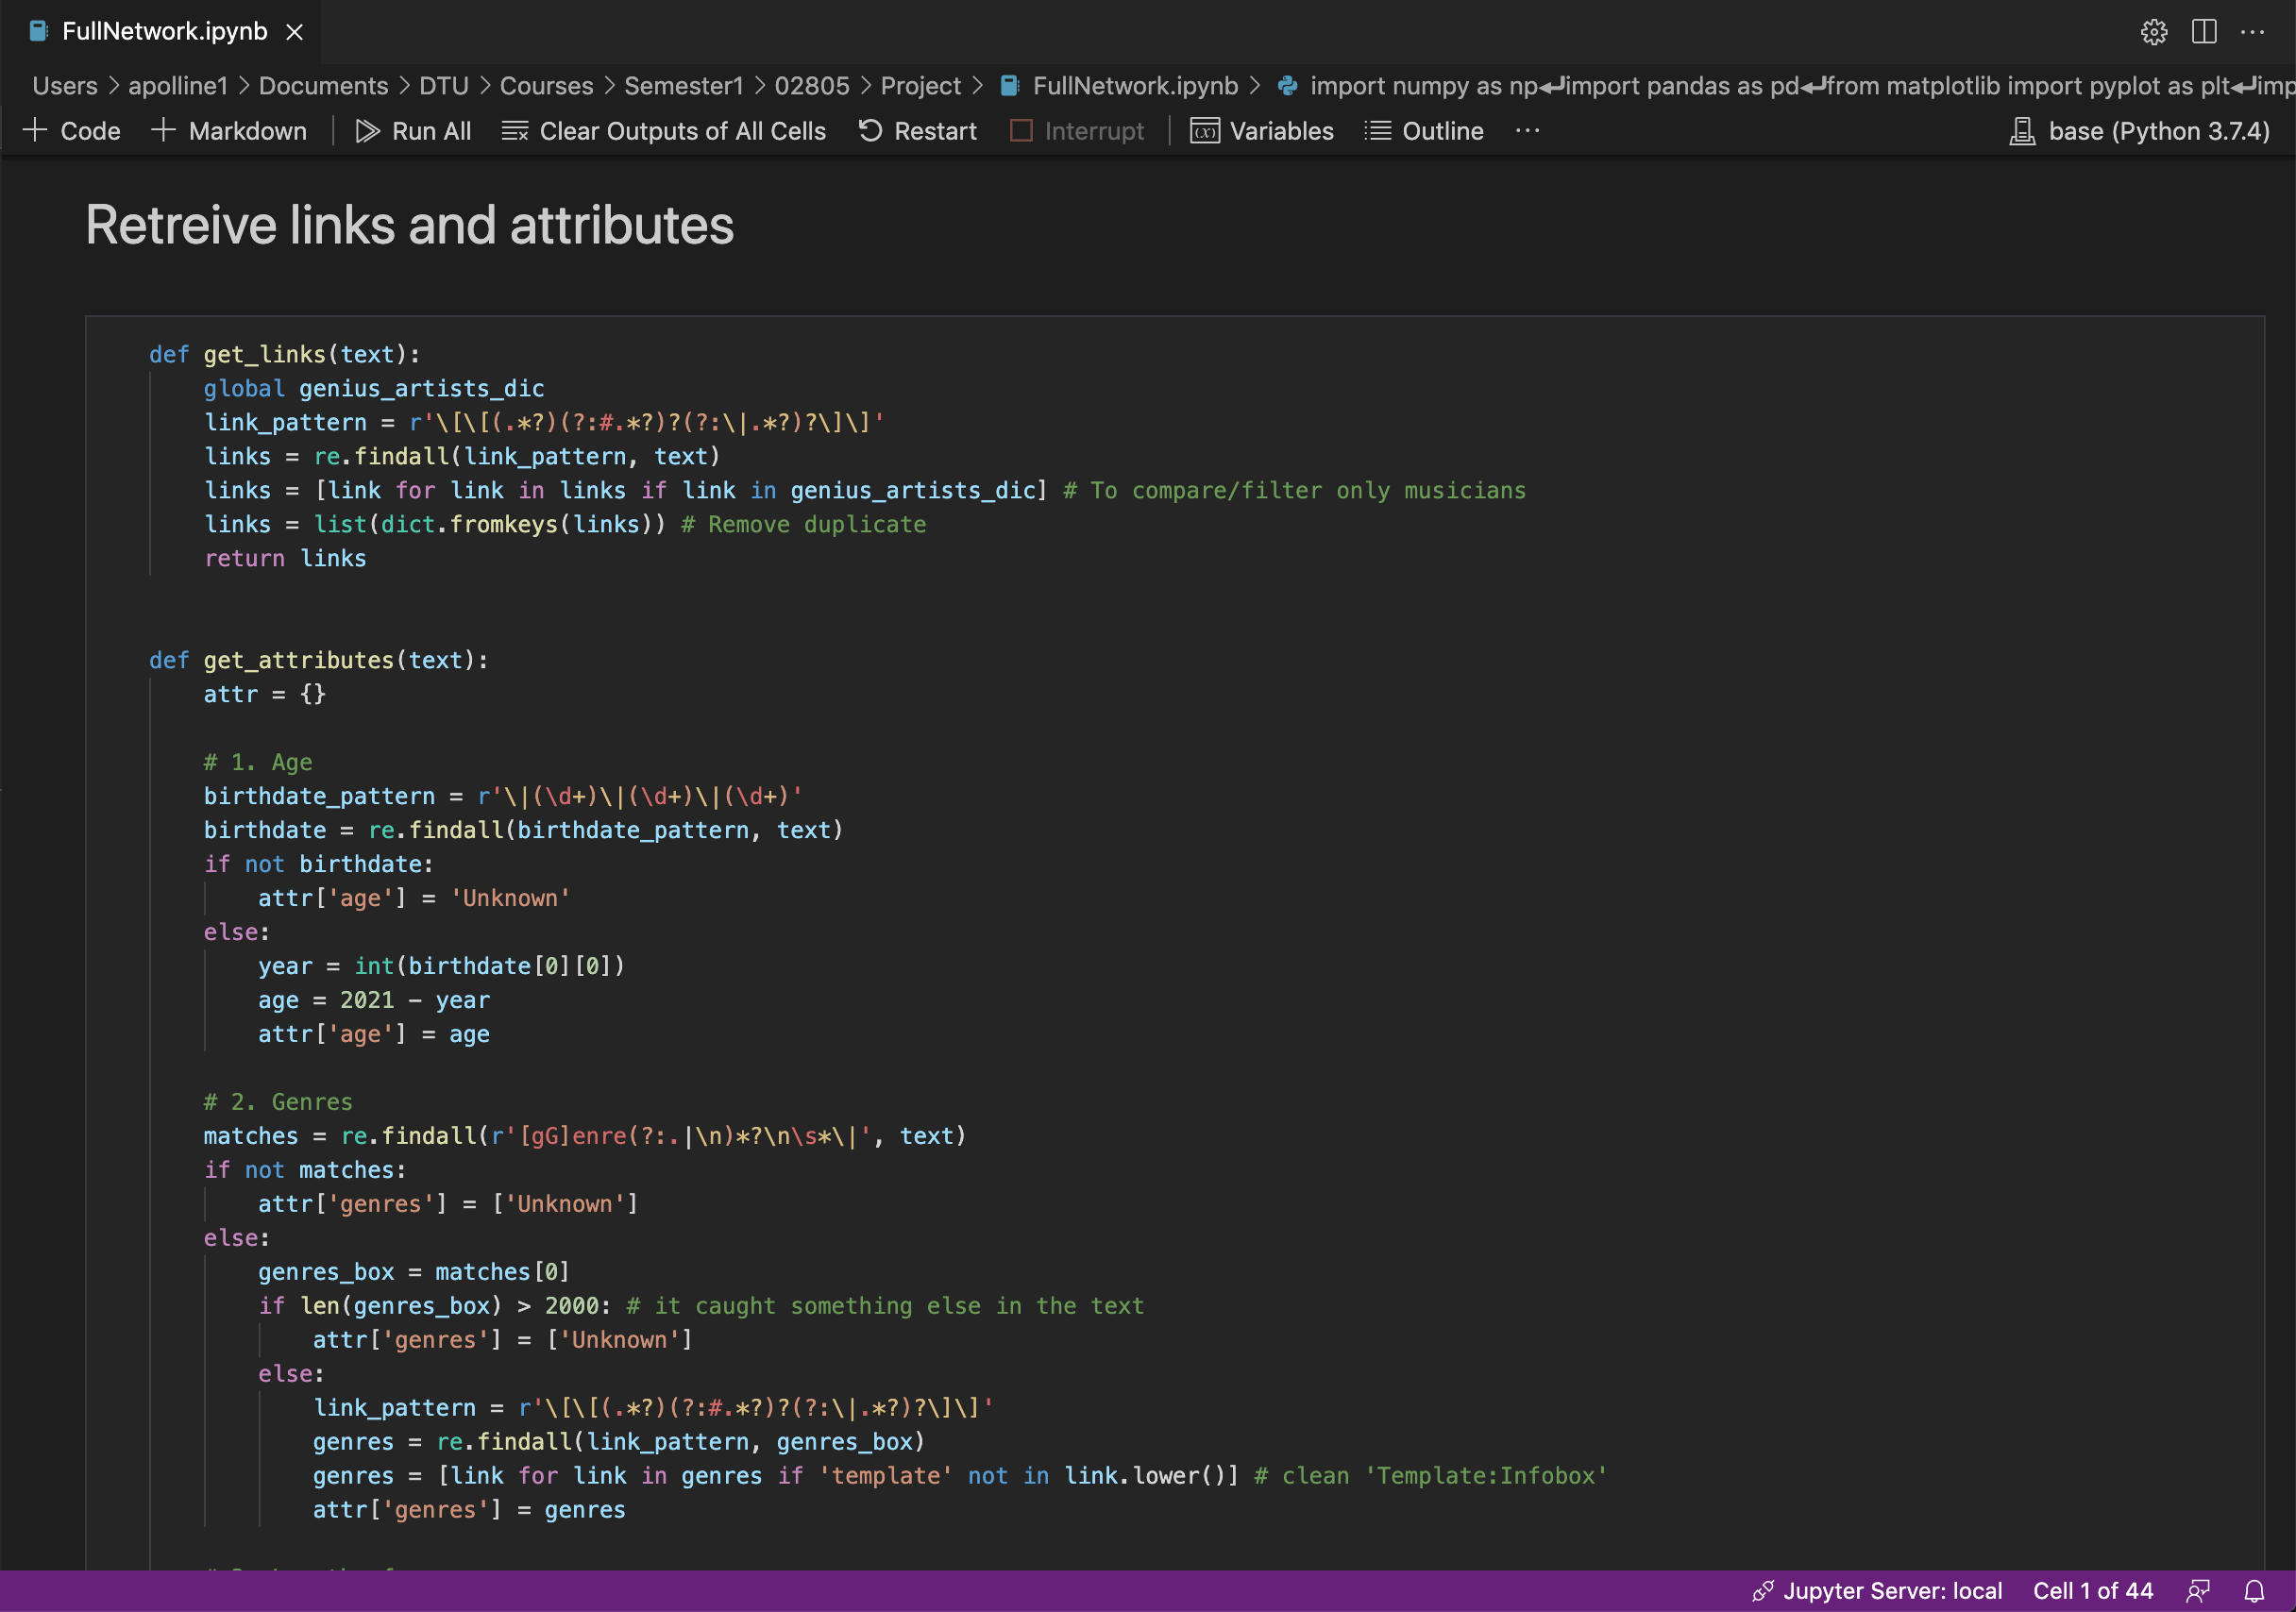 FullNetwork.ipynb
Users > apolline1 > Documents > DTU > Courses > Semester1 > 02805 > Project > FullNetwork.ipynb > import numpy as np↵import pandas as pd↵from matplotlib import pyplot as plt↵imp
+ Code + Markdown Run All Clear Outputs of All Cells Restart Interrupt Variables Outline ··· base (Python 3.7.4)
Retreive links and attributes
def get_links(text):
    global genius_artists_dic
    link_pattern = r'\[\[(.*?)(?:#.*?)?(?:\|.*?)?\]\]'
    links = re.findall(link_pattern, text)
    links = [link for link in links if link in genius_artists_dic] # To compare/filter only musicians
    links = list(dict.fromkeys(links)) # Remove duplicate
    return links
def get_attributes(text):
    attr = {}
    # 1. Age
    birthdate_pattern = r'\|(\d+)\|(\d+)\|(\d+)'
    birthdate = re.findall(birthdate_pattern, text)
    if not birthdate:
        attr['age'] = 'Unknown'
    else:
        year = int(birthdate[0][0])
        age = 2021 - year
        attr['age'] = age
    # 2. Genres
    matches = re.findall(r'[gG]enre(?:.|\n)*?\n\s*\|', text)
    if not matches:
        attr['genres'] = ['Unknown']
    else:
        genres_box = matches[0]
        if len(genres_box) > 2000: # it caught something else in the text
            attr['genres'] = ['Unknown']
        else:
            link_pattern = r'\[\[(.*?)(?:#.*?)?(?:\|.*?)?\]\]'
            genres = re.findall(link_pattern, genres_box)
            genres = [link for link in genres if 'template' not in link.lower()] # clean 'Template:Infobox'
            attr['genres'] = genres
Jupyter Server: local Cell 1 of 44